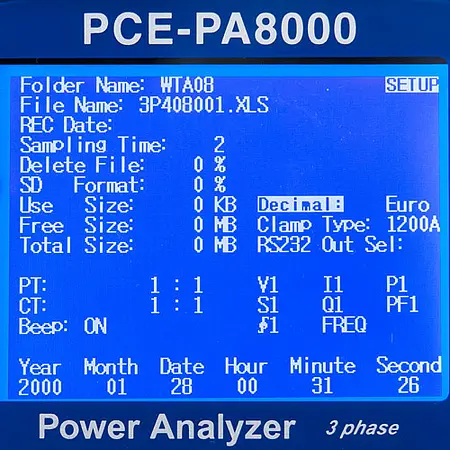 PCE-PA8000
Folder Name: WTA08 SETUP
File Name: 3P408001.XLS
REC Date:
Sampling Time: 2
Delete File: 0 %
SD Format: 0 %
Use Size: 0 KB Decimal: Euro
Free Size: 0 MB Clamp Type: 1200A
Total Size: 0 MB RS232 Out Sel:
PT: 1 : 1 V1 I1 P1
CT: 1 : 1 S1 Q1 PF1
Beep: ON 1 FREQ
Year Month Date Hour Minute Second
2000 01 28 00 31 26
Power Analyzer 3 phase